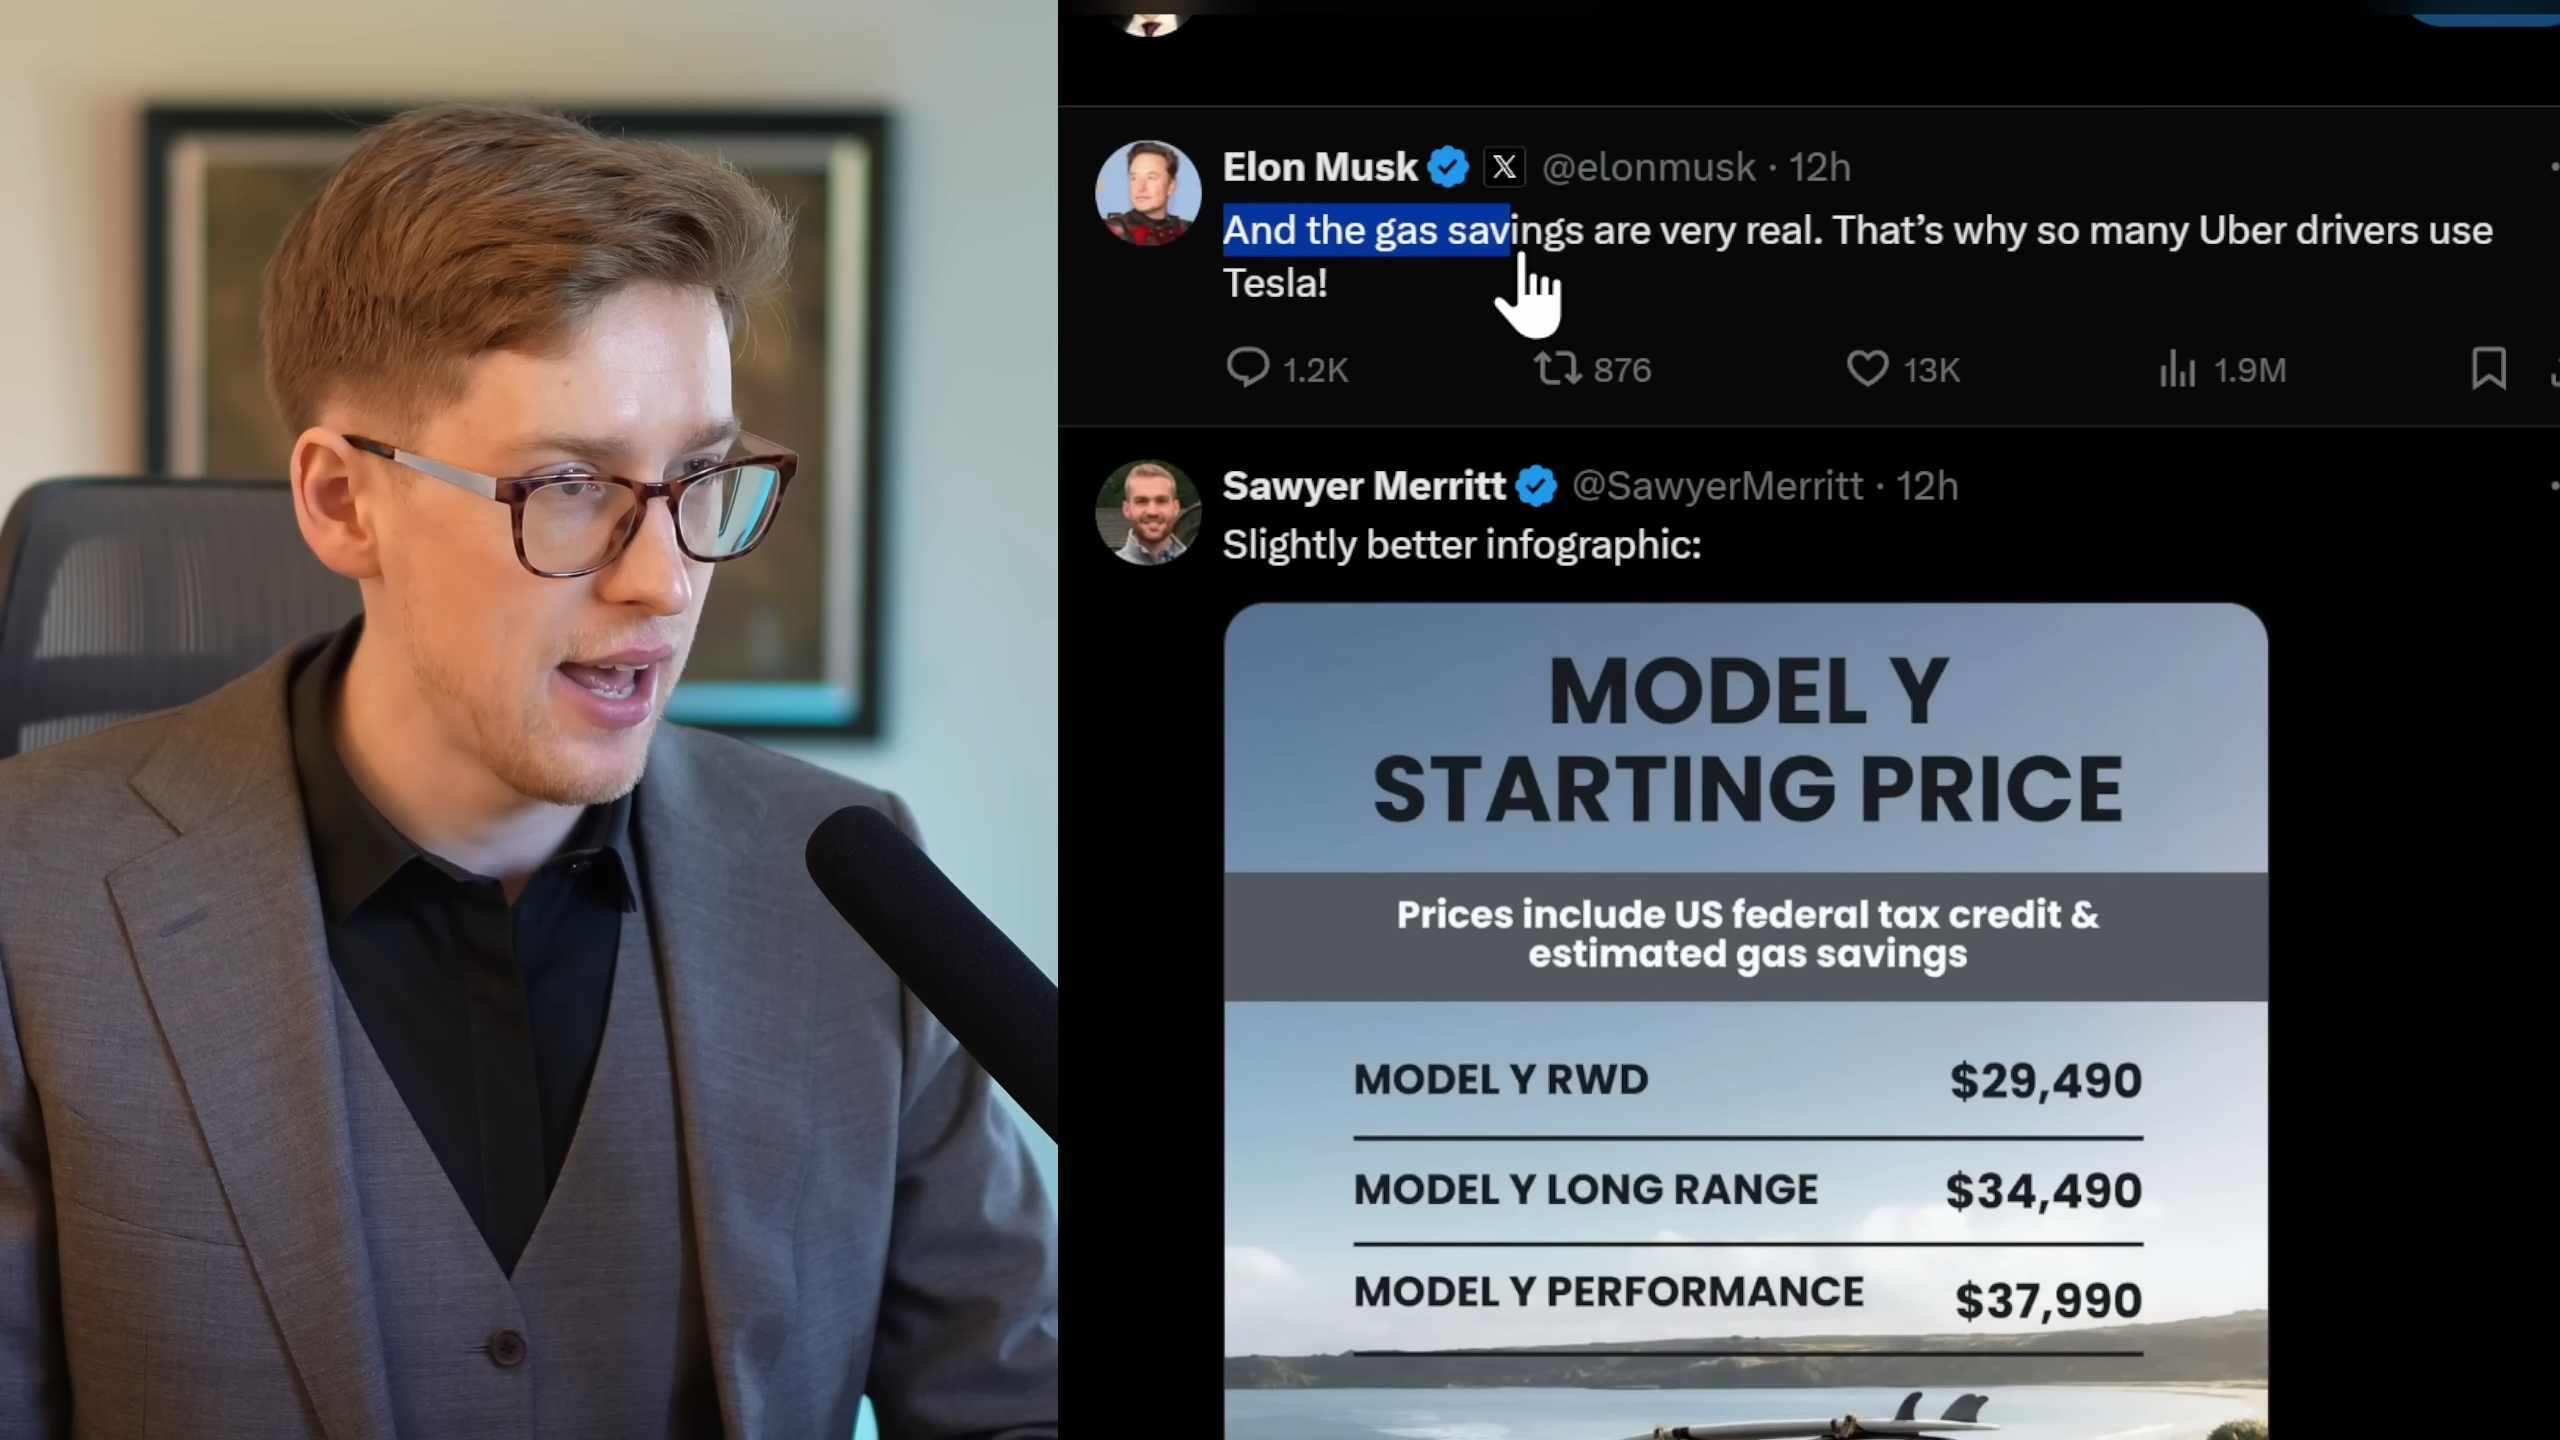 Elon Musk @elonmusk · 12h
And the gas savings are very real. That’s why so many Uber drivers use
Tesla!
1.2K 876 13K 1.9M
Sawyer Merritt @SawyerMerritt · 12h
Slightly better infographic:
MODEL Y
STARTING PRICE
Prices include US federal tax credit &
estimated gas savings
MODEL Y RWD $29,490
MODEL Y LONG RANGE $34,490
MODEL Y PERFORMANCE $37,990